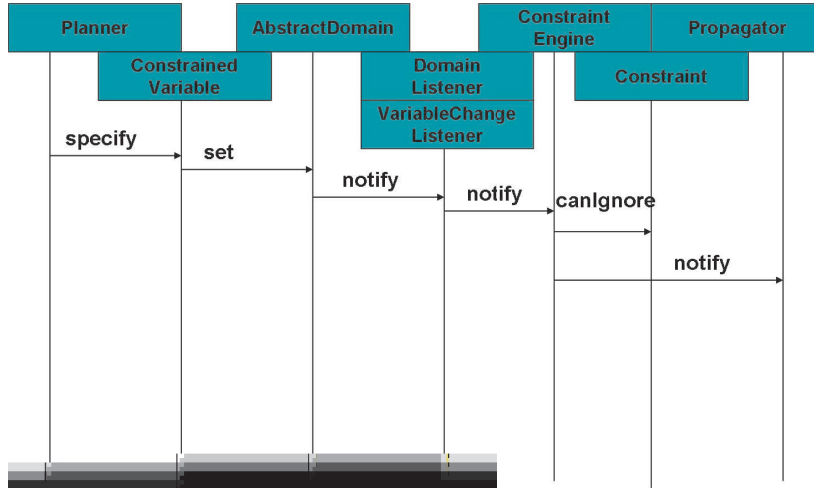 Planner
AbstractDomain
Constraint
Engine
Propagator
Constrained
Variable
Domain
Listener
VariableChange
Listener
Constraint
specify
set
notify
notify
canIgnore
notify